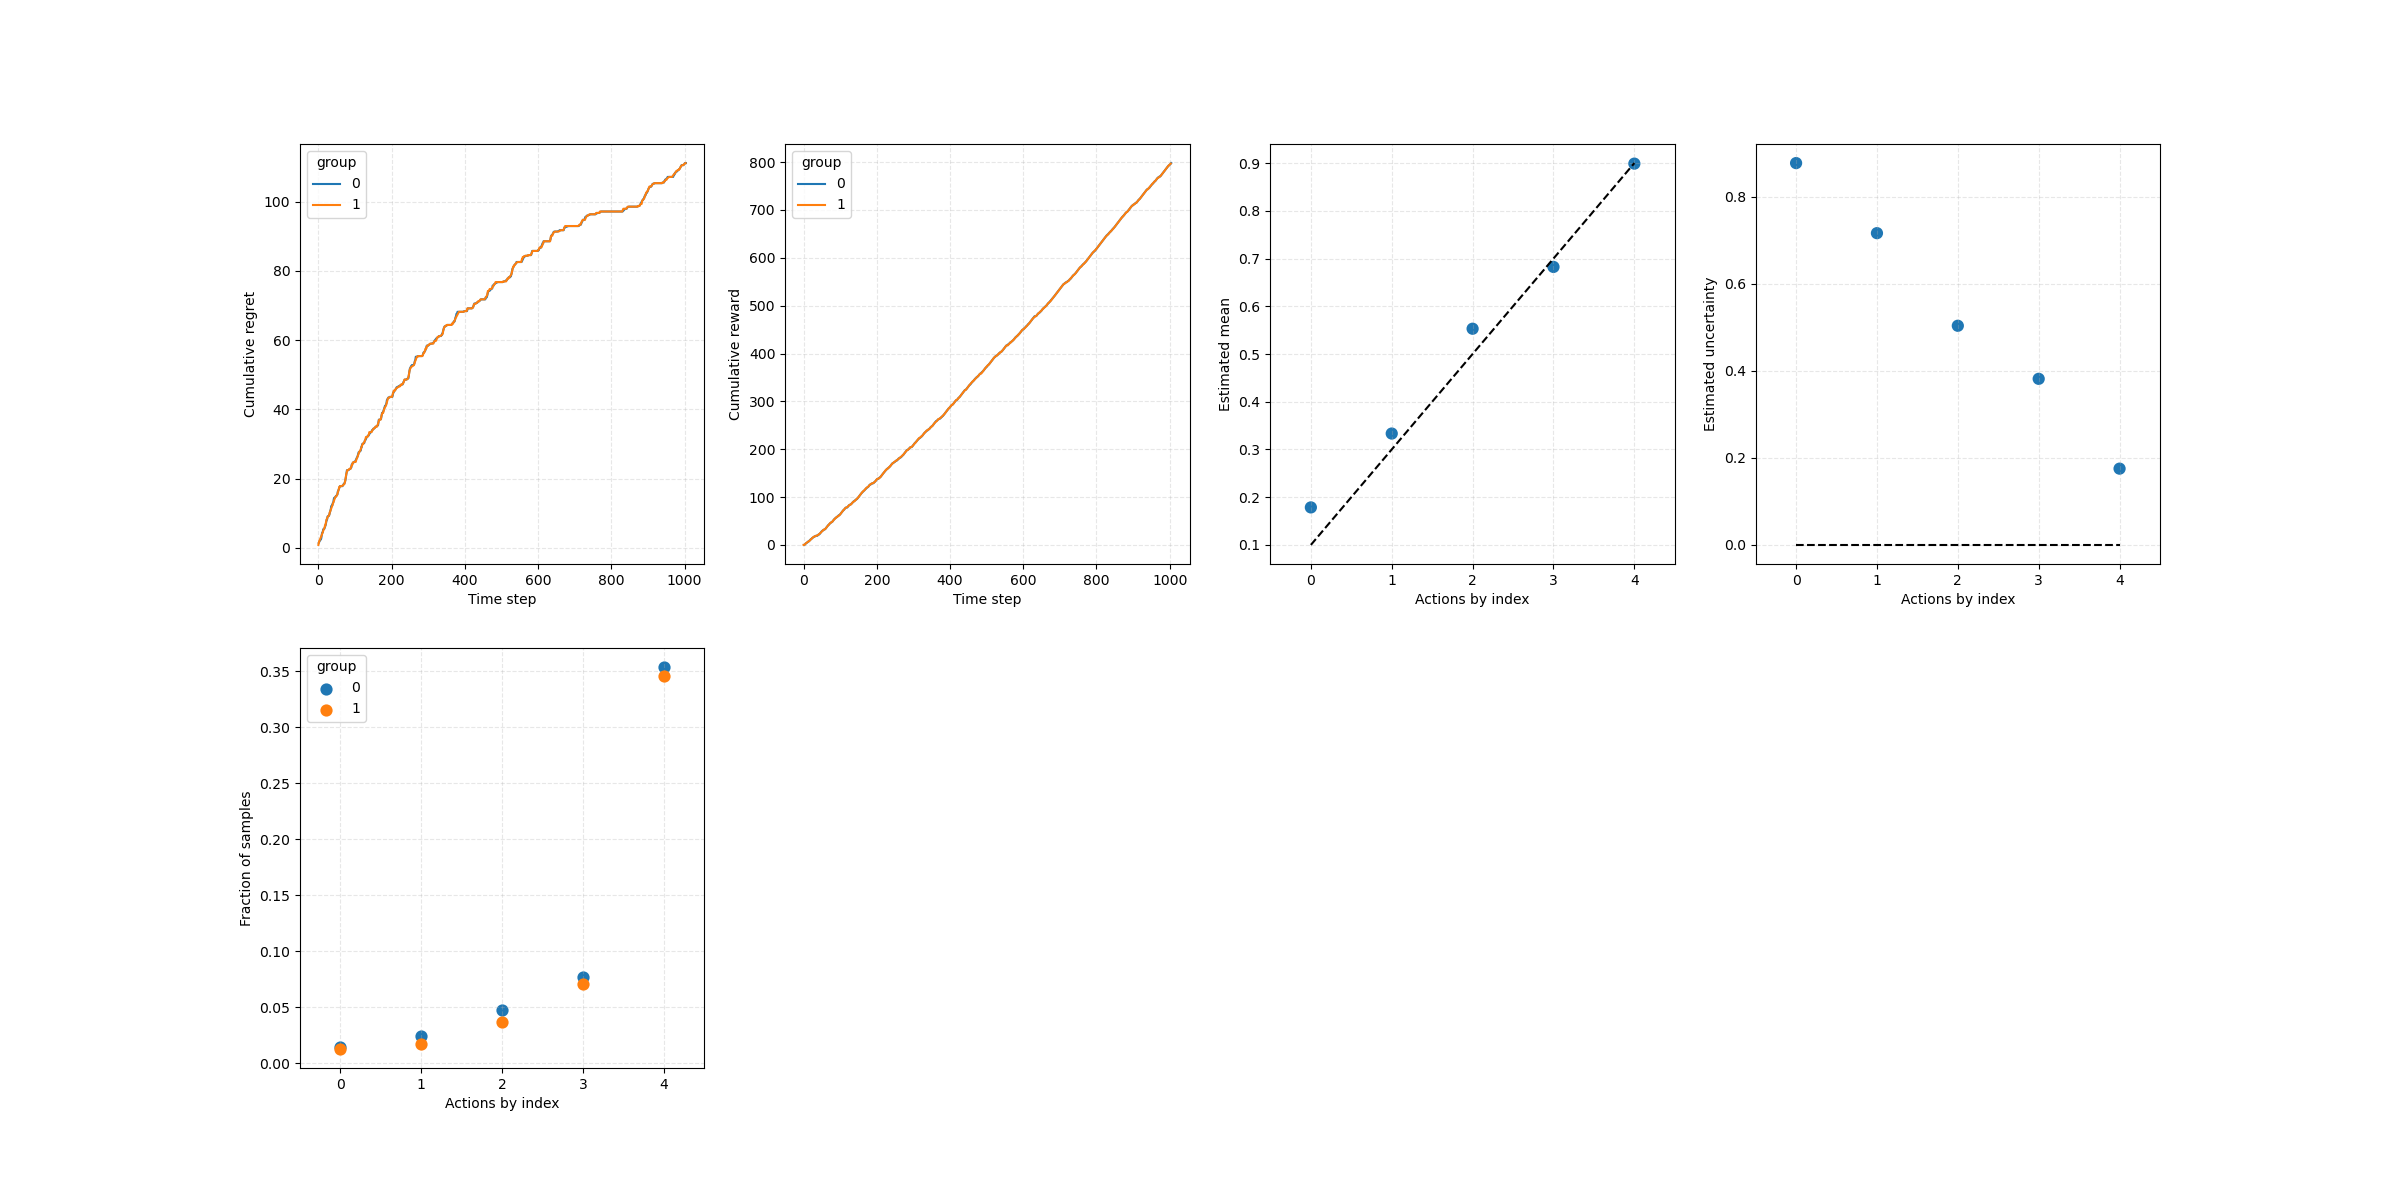 Cumulative regret
group
0
1
100
80
60
40
20
0
0 200 400 600 800 1000
Time step
Cumulative reward
group
0
1
800
700
600
500
400
300
200
100
0
0 200 400 600 800 1000
Time step
Estimated mean
0.9
0.8
0.7
0.6
0.5
0.4
0.3
0.2
0.1
0 1 2 3 4
Actions by index
Estimated uncertainty
0.8
0.6
0.4
0.2
0.0
0 1 2 3 4
Actions by index
Fraction of samples
group
0
1
0.35
0.30
0.25
0.20
0.15
0.10
0.05
0.00
0 1 2 3 4
Actions by index